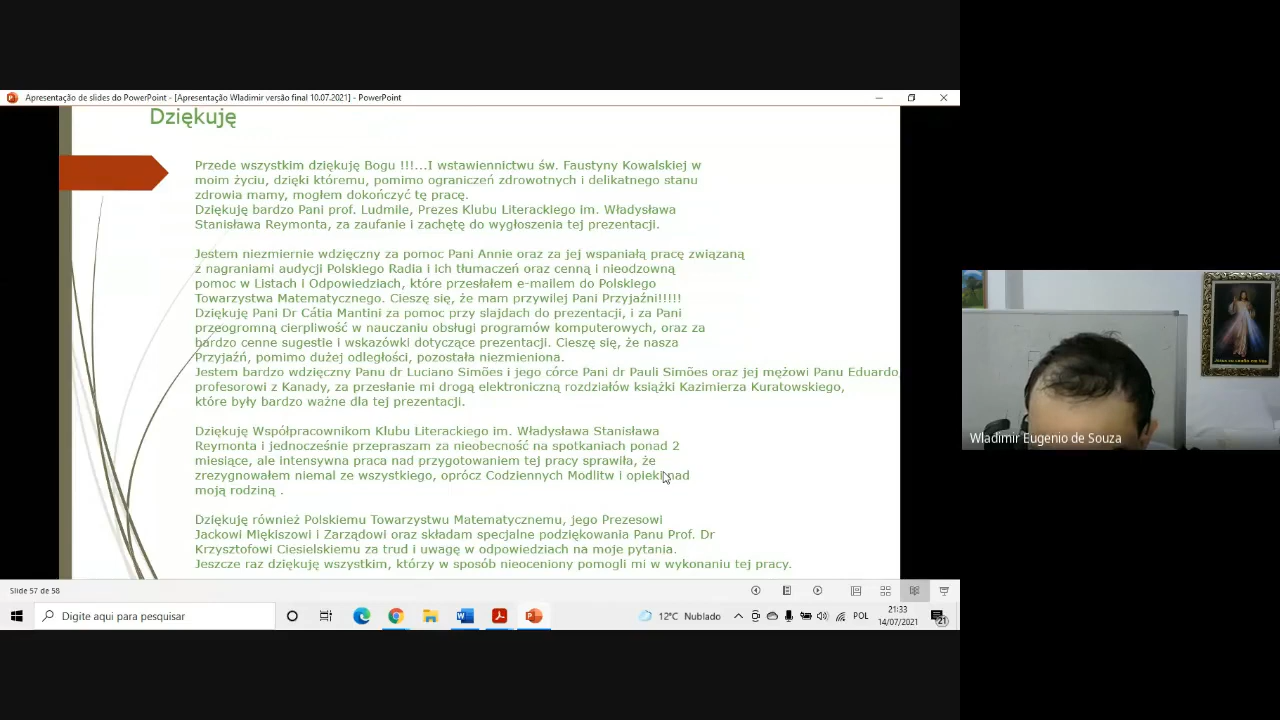 Apresentação de slides do PowerPoint - [Apresentação Wladimir versão final 10.07.2021] - PowerPoint
Dziękuję
Przede wszystkim dziękuję Bogu !!!...I wstawiennictwu św. Faustyny Kowalskiej w
moim życiu, dzięki któremu, pomimo ograniczeń zdrowotnych i delikatnego stanu
zdrowia mamy, mogłem dokończyć tę pracę.
Dziękuję bardzo Pani prof. Ludmile, Prezes Klubu Literackiego im. Władysława
Stanisława Reymonta, za zaufanie i zachętę do wygłoszenia tej prezentacji.
Jestem niezmiernie wdzięczny za pomoc Pani Annie oraz za jej wspaniałą pracę związaną
z nagraniami audycji Polskiego Radia i ich tłumaczeń oraz cenną i nieodzowną
pomoc w Listach i Odpowiedziach, które przesłałem e-mailem do Polskiego
Towarzystwa Matematycznego. Cieszę się, że mam przywilej Pani Przyjaźni!!!!!
Dziękuję Pani Dr Cátia Mantini za pomoc przy slajdach do prezentacji, i za Pani
przeogromną cierpliwość w nauczaniu obsługi programów komputerowych, oraz za
bardzo cenne sugestie i wskazówki dotyczące prezentacji. Cieszę się, że nasza
Przyjaźń, pomimo dużej odległości, pozostała niezmieniona.
Jestem bardzo wdzięczny Panu dr Luciano Simões i jego córce Pani dr Pauli Simões oraz jej mężowi Panu Eduardo,
profesorowi z Kanady, za przesłanie mi drogą elektroniczną rozdziałów książki Kazimierza Kuratowskiego,
które były bardzo ważne dla tej prezentacji.
Dziękuję Współpracownikom Klubu Literackiego im. Władysława Stanisława
Reymonta i jednocześnie przepraszam za nieobecność na spotkaniach ponad 2
miesiące, ale intensywna praca nad przygotowaniem tej pracy sprawiła, że
zrezygnowałem niemal ze wszystkiego, oprócz Codziennych Modlitw i opieki nad
moją rodziną .
Dziękuję również Polskiemu Towarzystwu Matematycznemu, jego Prezesowi
Jackowi Miękiszowi i Zarządowi oraz składam specjalne podziękowania Panu Prof. Dr
Krzysztofowi Ciesielskiemu za trud i uwagę w odpowiedziach na moje pytania.
Jeszcze raz dziękuję wszystkim, którzy w sposób nieoceniony pomogli mi w wykonaniu tej pracy.
Slide 57 de 58
Digite aqui para pesquisar
12°C Nublado
POL
21:33
14/07/2021
21
Wladimir Eugenio de Souza